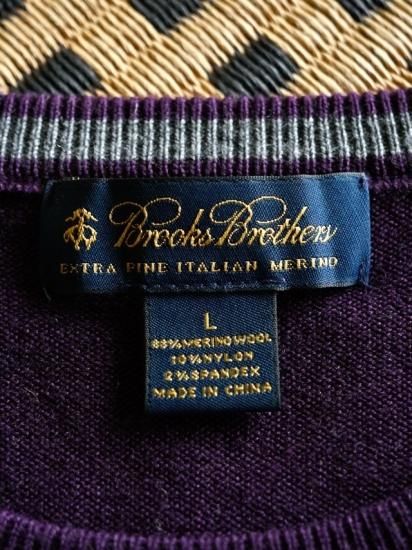 Brooks Brothers
EXTRA FINE ITALIAN MERINO
L
88% MERINO WOOL
10% NYLON
2% SPANDEX
MADE IN CHINA